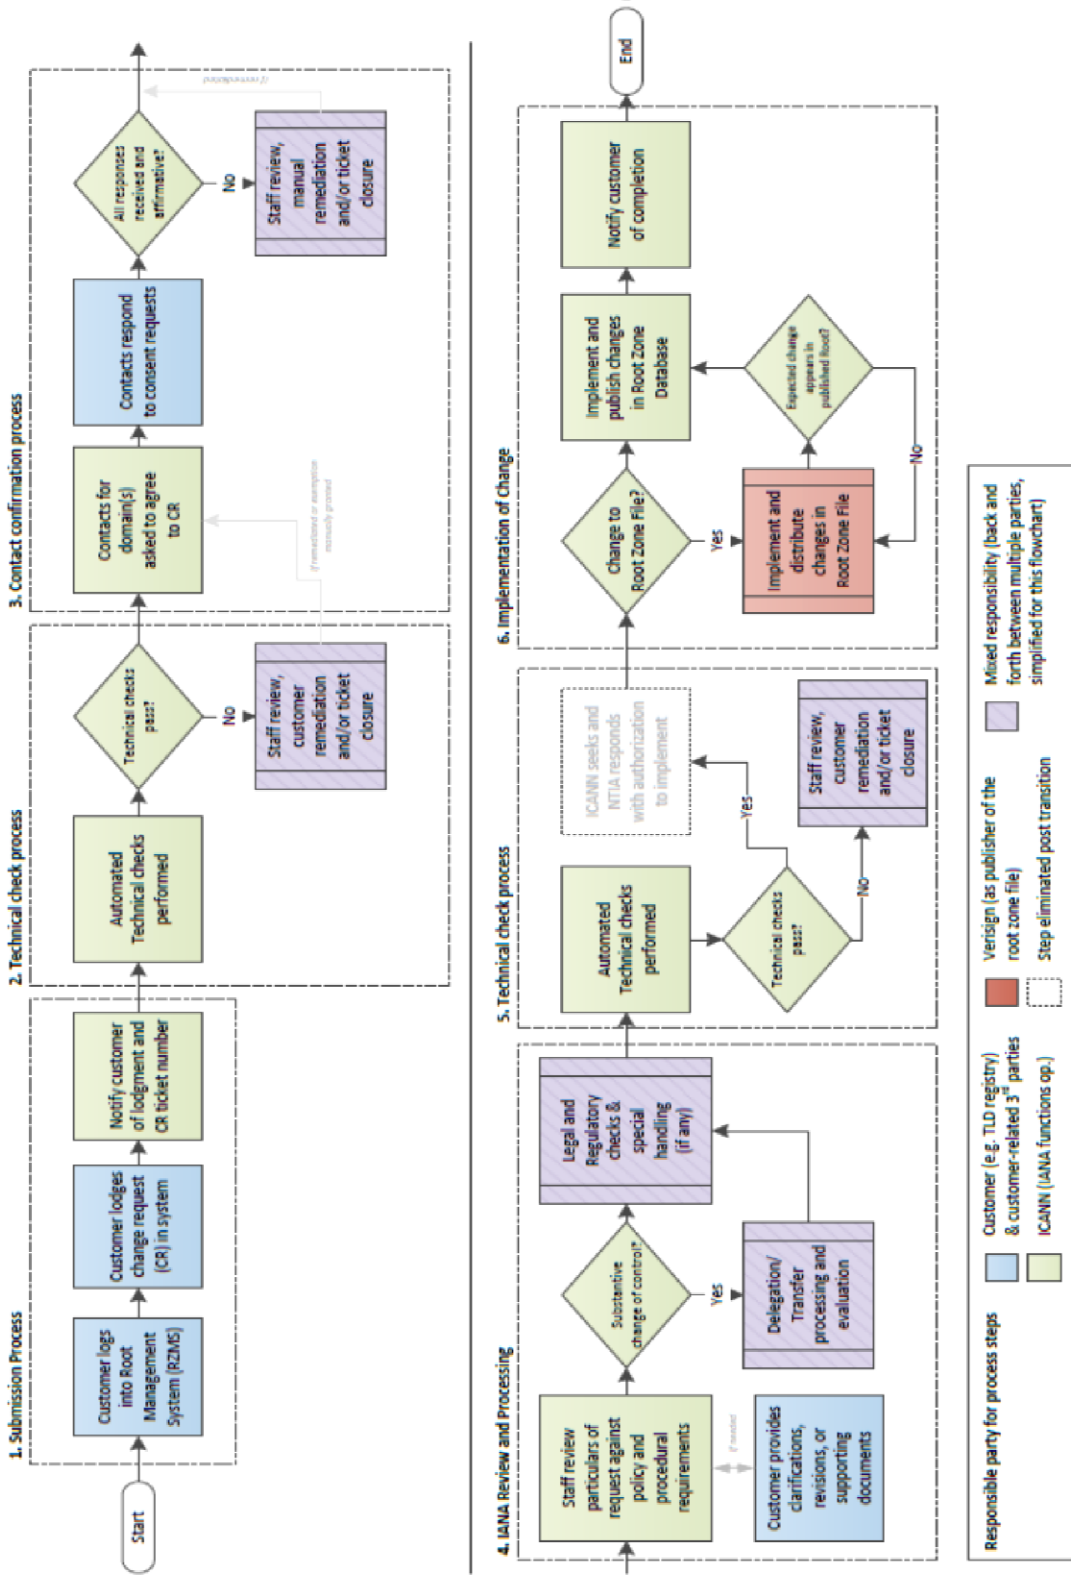 1. Submission Process
Start
Customer logs
into Root
Management
System (RZMS)
Customer lodges
change request
(CR) in system
Notify customer
of lodgment and
CR ticket number
2. Technical check process
Automated
Technical checks
performed
Technical checks
pass?
No
Staff review,
customer
remediation
and/or ticket
closure
if remediated or exemption
manually granted
3. Contact confirmation process
Contacts for
domain(s)
asked to agree
to CR
Contacts respond
to consent requests
All responses
received and
affirmative?
No
Staff review,
manual
remediation
and/or ticket
closure
if remediated
4. IANA Review and Processing
Staff review
particulars of
request against
policy and
procedural
requirements
if needed
Customer provides
clarifications,
revisions, or
supporting
documents
Substantive
change of control?
Yes
Delegation/
Transfer
processing and
evaluation
Legal and
Regulatory
checks &
special
handling
(if any)
5. Technical check process
Automated
Technical checks
performed
Technical checks
pass?
Yes
No
ICANN seeks and
NTIA responds
with authorization
to implement
Staff review,
customer
remediation
and/or ticket
closure
6. Implementation of Change
Change to
Root Zone File?
Yes
Implement and
distribute
changes in
Root Zone File
Expected change
appears in
published Root?
No
Implement and
publish changes
in Root Zone
Database
Notify customer
of completion
End
Responsible party for process steps
Customer (e.g. TLD registry)
& customer-related 3rd parties
ICANN (IANA functions op.)
Verisign (as publisher of the
root zone file)
Step eliminated post transition
Mixed responsibility (back and
forth between multiple parties,
simplified for this flowchart)